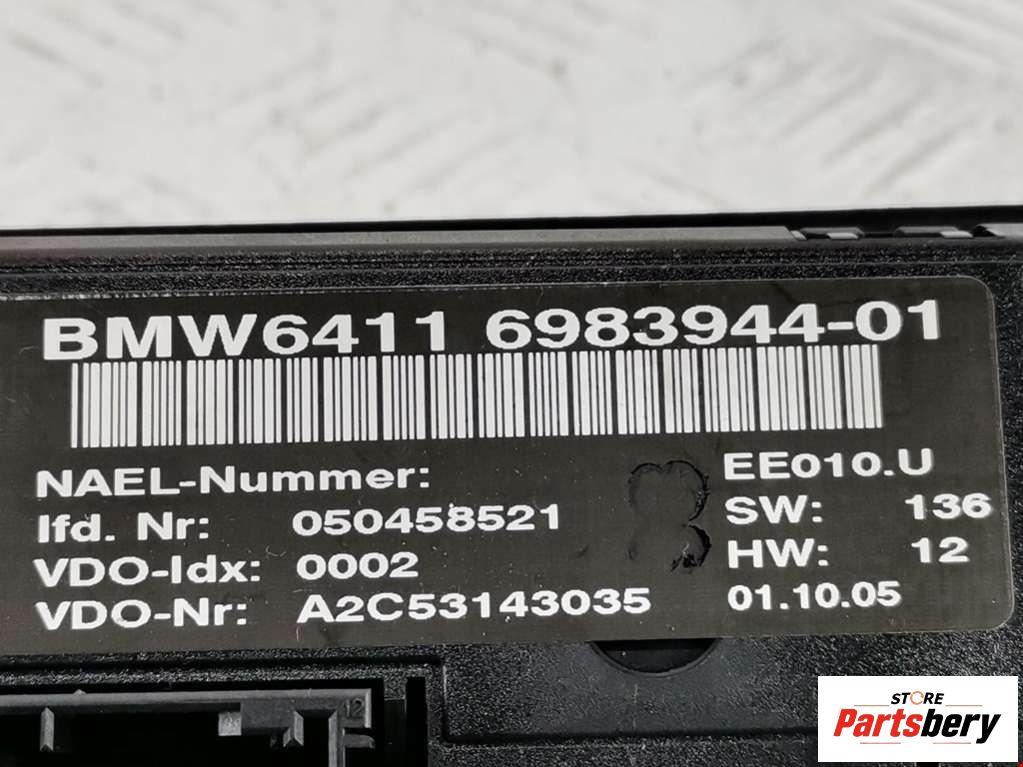 BMW6411 6983944-01
NAEL-Nummer: EE010.U
lfd. Nr: 050458521 SW: 136
VDO-Idx: 0002 HW: 12
VDO-Nr: A2C53143035 01.10.05
12
STORE
Partsbery